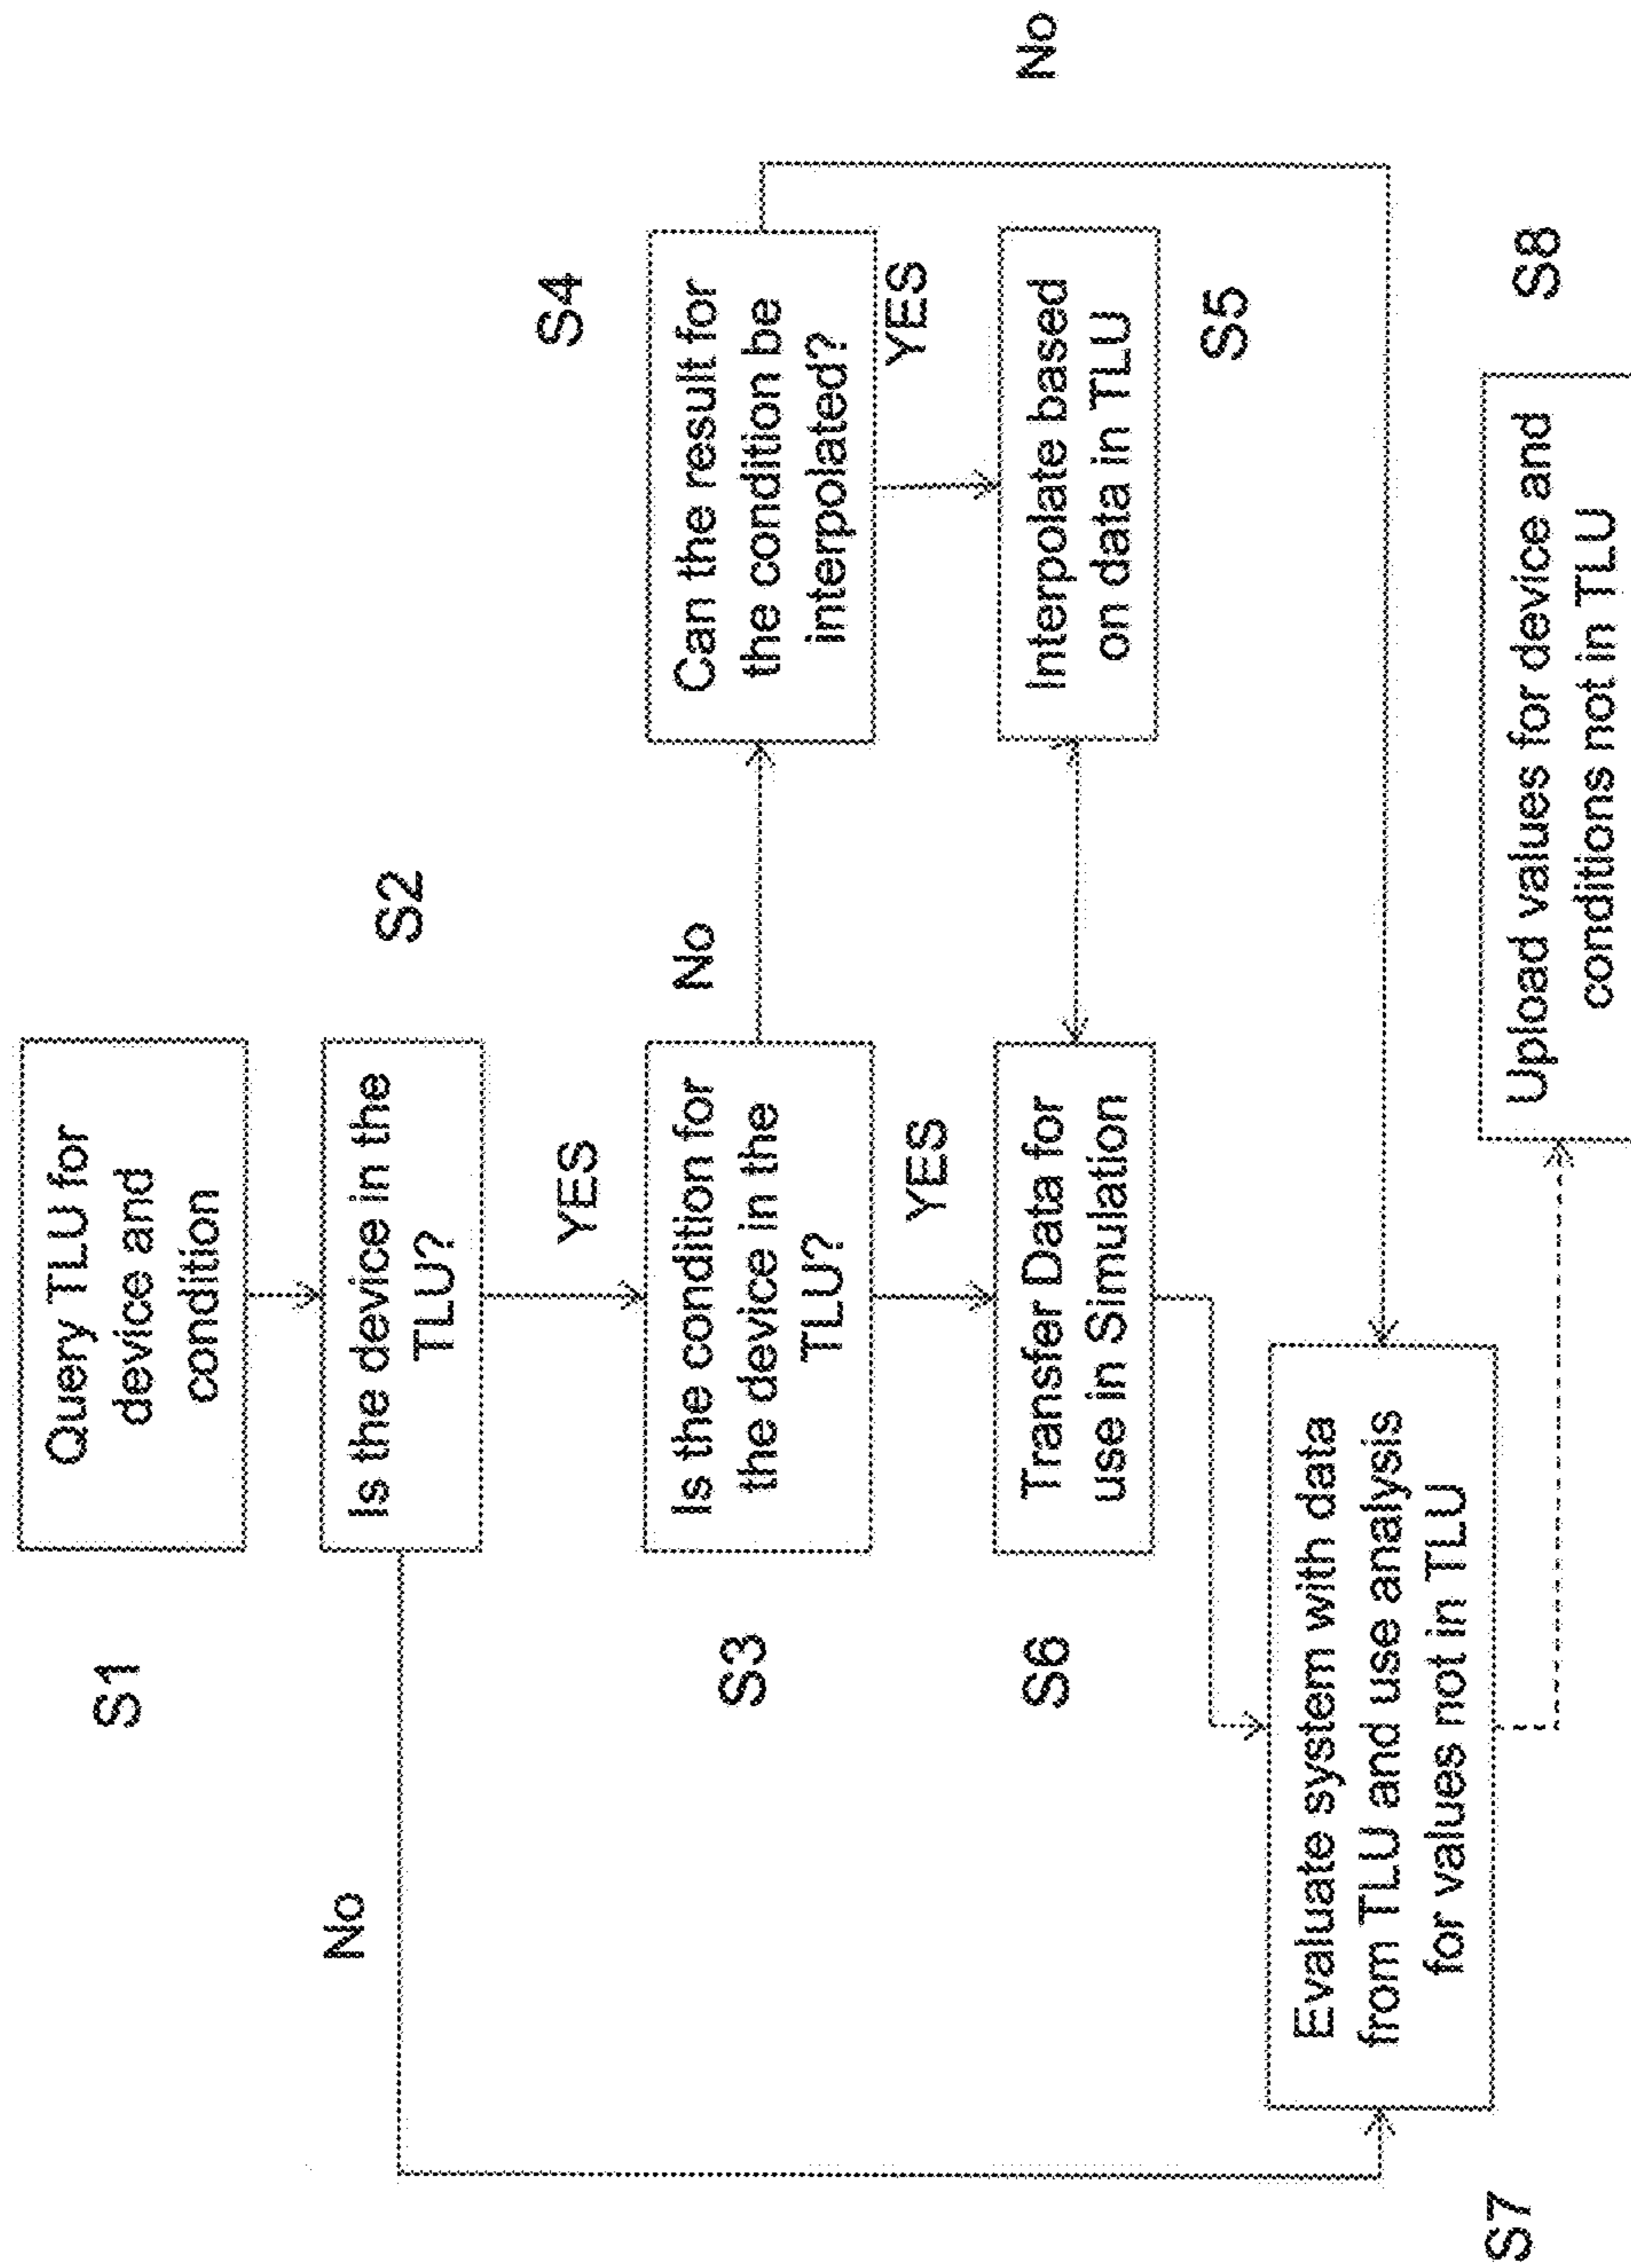 S1
Query TLU for
device and
condition
Is the device in the
TLU?
S2
No
YES
S3
Is the condition for
the device in the
TLU?
No
S4
Can the result for
the condition be
interpolated?
No
YES
YES
S6
Transfer Data for
use in Simulation
Interpolate based
on data in TLU
S5
S7
Evaluate system with data
from TLU and use analysis
for values not in TLU
Upload values for device and
conditions not in TLU
S8